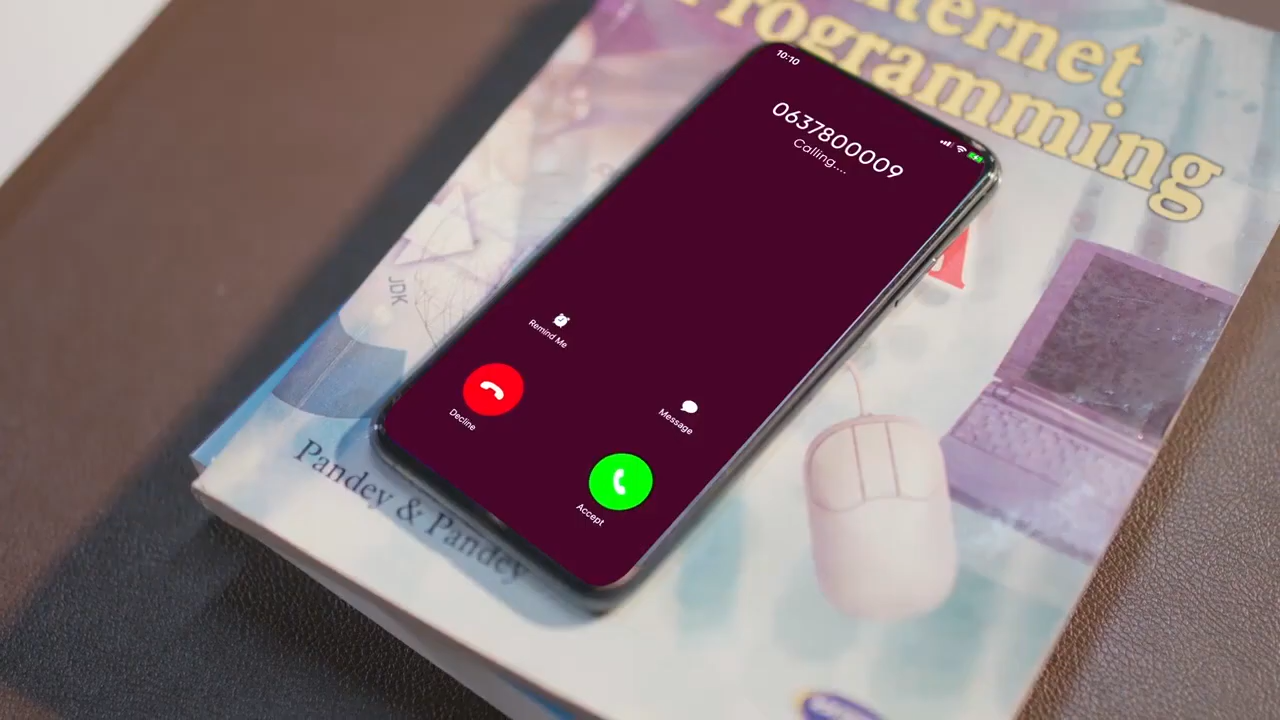 Internet
Programming
10:10
0637800009
Calling....
JDK
Remind Me
Message
Decline
Accept
Pandey & Pandey